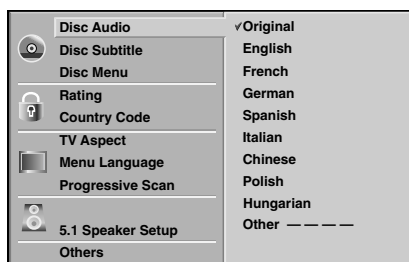 Disc Audio
Disc Subtitle
Disc Menu
Rating
Country Code
TV Aspect
Menu Language
Progressive Scan
5.1 Speaker Setup
Others
✓Original
English
French
German
Spanish
Italian
Chinese
Polish
Hungarian
Other — — — —